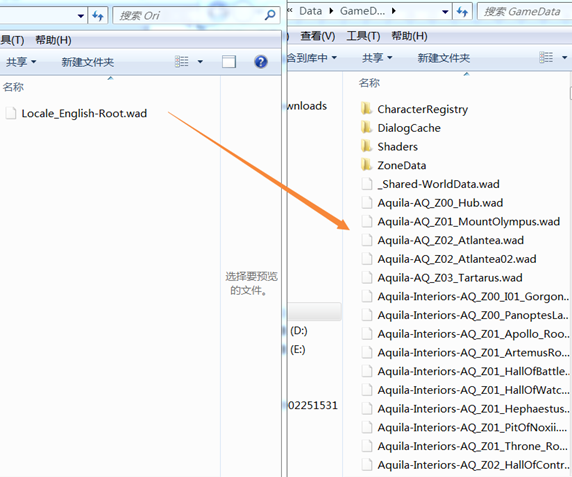 搜索 Ori
具(T) 帮助(H)
共享 新建文件夹
名称
Locale_English-Root.wad
选择要预览
的文件。
« Data GameD...
搜索 GameData
查看(V) 工具(T) 帮助(H)
含到库中 共享 新建文件夹
名称
wnloads
(D:)
(E:)
02251531
CharacterRegistry
DialogCache
Shaders
ZoneData
_Shared-WorldData.wad
Aquila-AQ_Z00_Hub.wad
Aquila-AQ_Z01_MountOlympus.wad
Aquila-AQ_Z02_Atlantea.wad
Aquila-AQ_Z02_Atlantea02.wad
Aquila-AQ_Z03_Tartarus.wad
Aquila-Interiors-AQ_Z00_I01_Gorgon...
Aquila-Interiors-AQ_Z00_PanoptesLa...
Aquila-Interiors-AQ_Z01_Apollo_Roo...
Aquila-Interiors-AQ_Z01_ArtemusRo...
Aquila-Interiors-AQ_Z01_HallOfBattle...
Aquila-Interiors-AQ_Z01_HallOfWatc...
Aquila-Interiors-AQ_Z01_Hephaestus...
Aquila-Interiors-AQ_Z01_PitOfNoxii....
Aquila-Interiors-AQ_Z01_Throne_Ro...
Aquila-Interiors-AQ_Z02_HallOfContr...